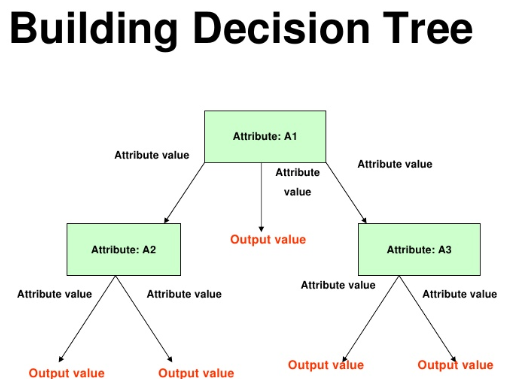 Building Decision Tree
Attribute: A1
Attribute value
Attribute
value
Attribute value
Output value
Attribute: A2
Attribute: A3
Attribute value
Attribute value
Attribute value
Attribute value
Output value
Output value
Output value
Output value